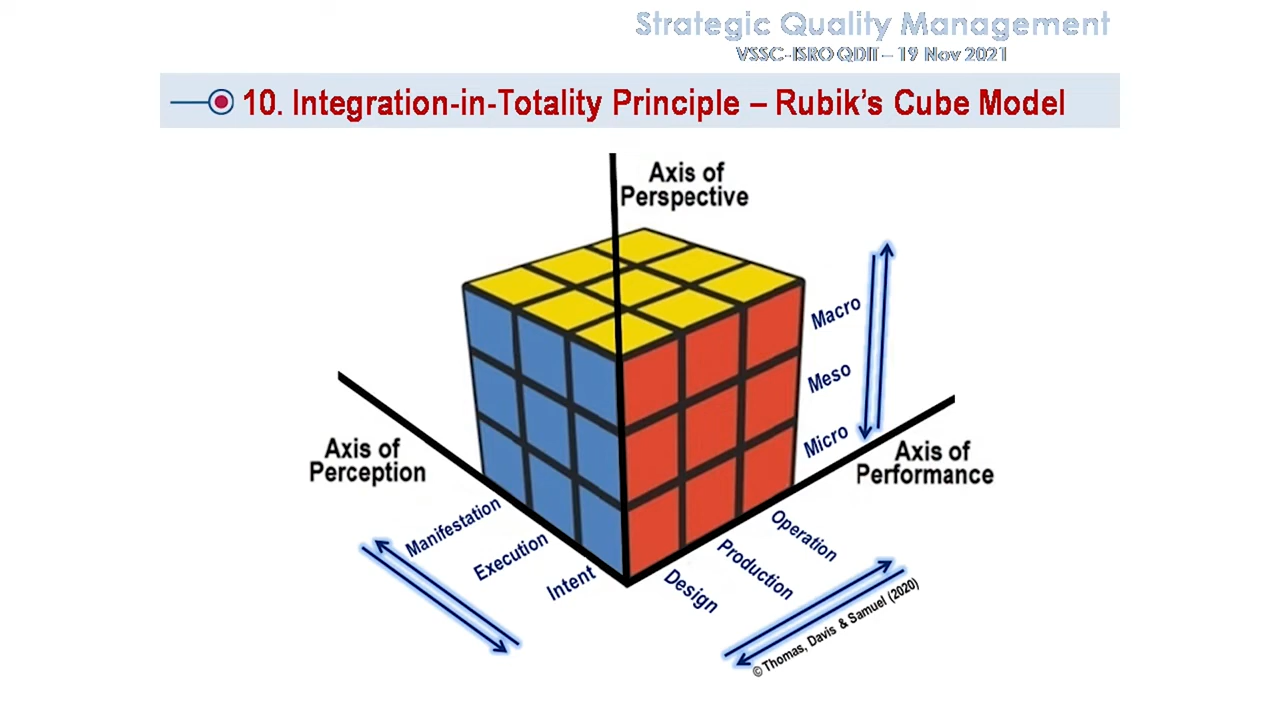 Strategic Quality Management
VSSC-ISRO QDIT – 19 Nov 2021
10. Integration-in-Totality Principle – Rubik's Cube Model
Axis of
Perspective
Macro
Meso
Micro
Axis of
Perception
Axis of
Performance
Manifestation
Execution
Intent
Design
Production
Operation
© Thomas, Davis & Samuel (2020)